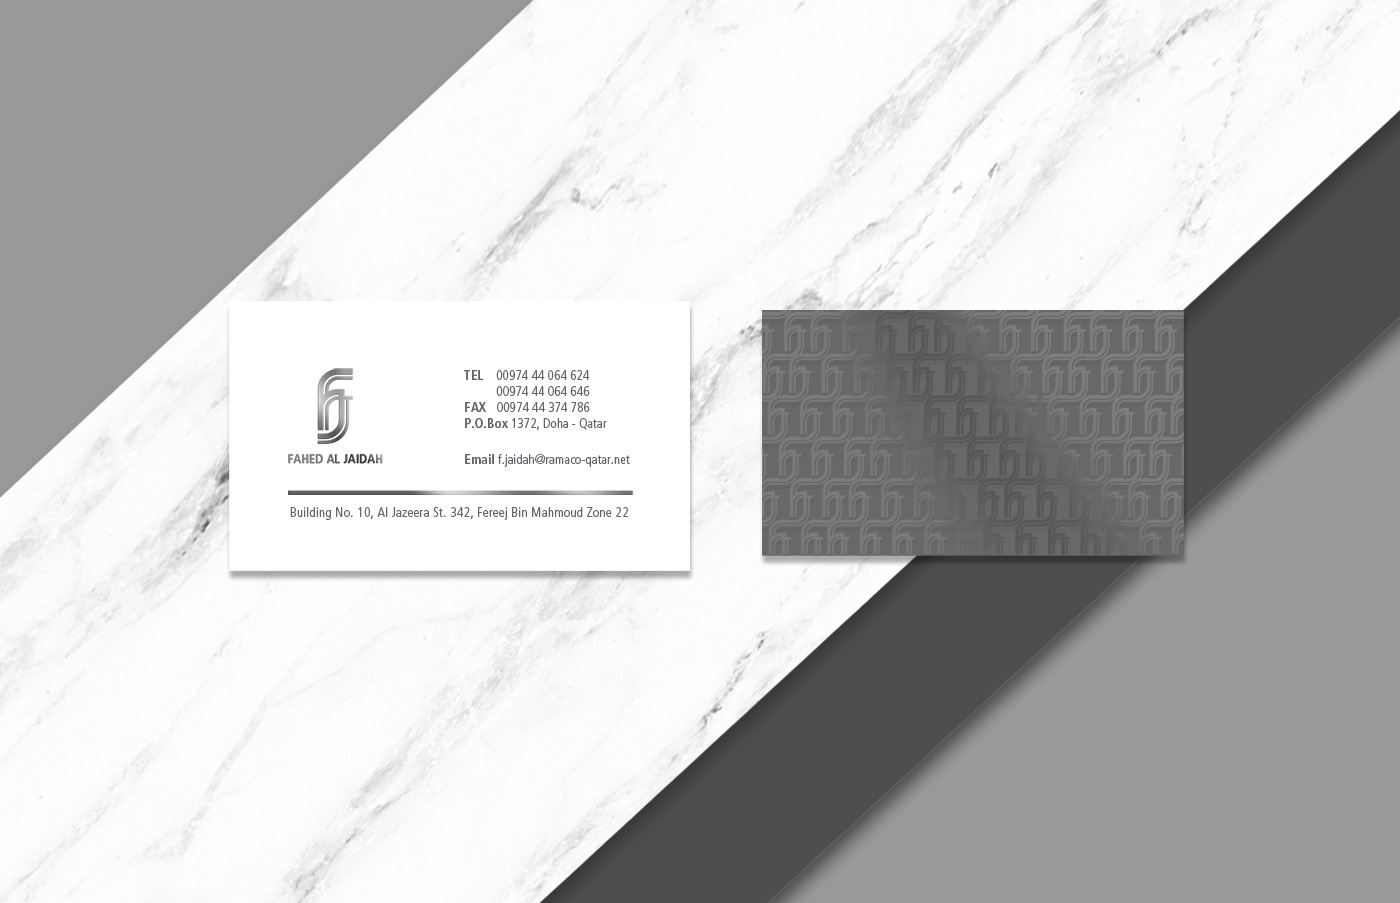 FAHED AL JAIDAH
TEL 00974 44 064 624
00974 44 064 646
FAX 00974 44 374 786
P.O.Box 1372, Doha - Qatar
Email f.jaidah@ramaco-qatar.net
Building No. 10, Al Jazeera St. 342, Fereej Bin Mahmoud Zone 22